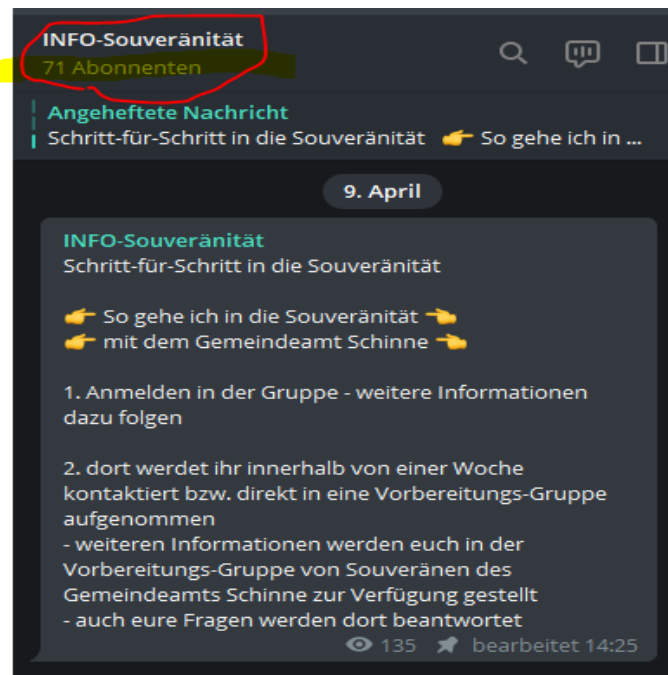 INFO-Souveränität
71 Abonnenten
Angeheftete Nachricht
Schritt-für-Schritt in die Souveränität 👉 So gehe ich in ...
9. April
INFO-Souveränität
Schritt-für-Schritt in die Souveränität
👉 So gehe ich in die Souveränität 👈
👉 mit dem Gemeindeamt Schinne 👈
1. Anmelden in der Gruppe - weitere Informationen
dazu folgen
2. dort werdet ihr innerhalb von einer Woche
kontaktiert bzw. direkt in eine Vorbereitungs-Gruppe
aufgenommen
- weiteren Informationen werden euch in der
Vorbereitungs-Gruppe von Souveränen des
Gemeindeamts Schinne zur Verfügung gestellt
- auch eure Fragen werden dort beantwortet
135 bearbeitet 14:25